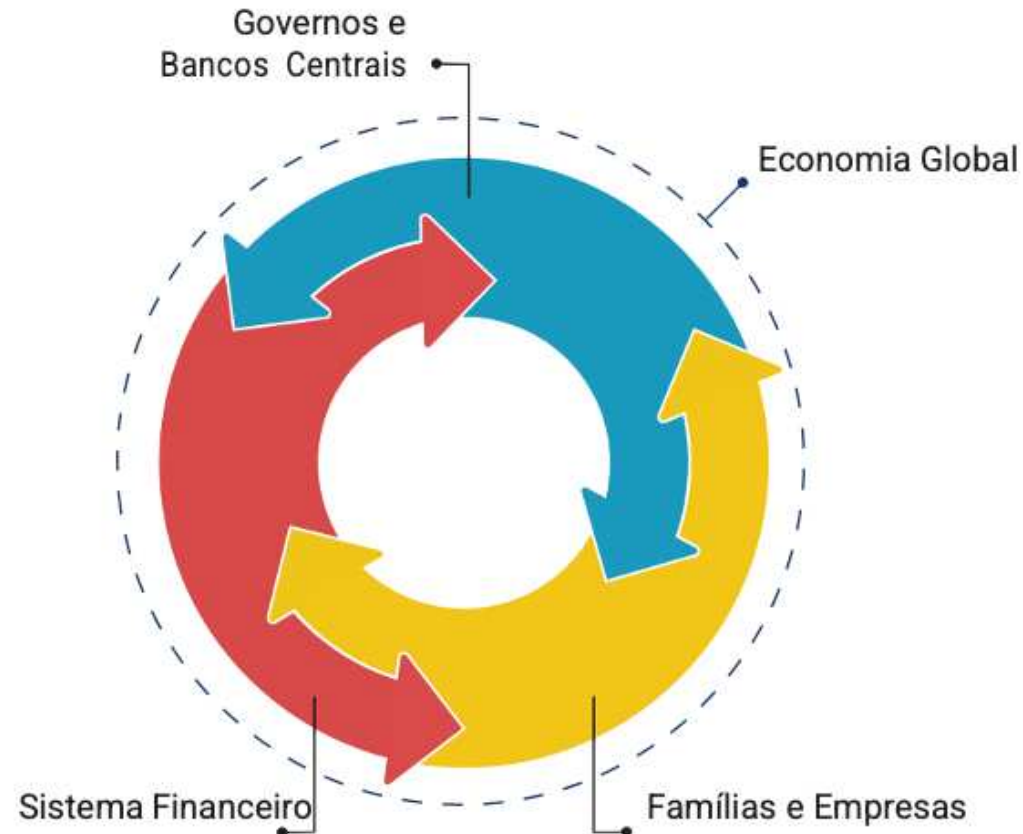 Governos e
Bancos Centrais
Economia Global
Sistema Financeiro
Famílias e Empresas